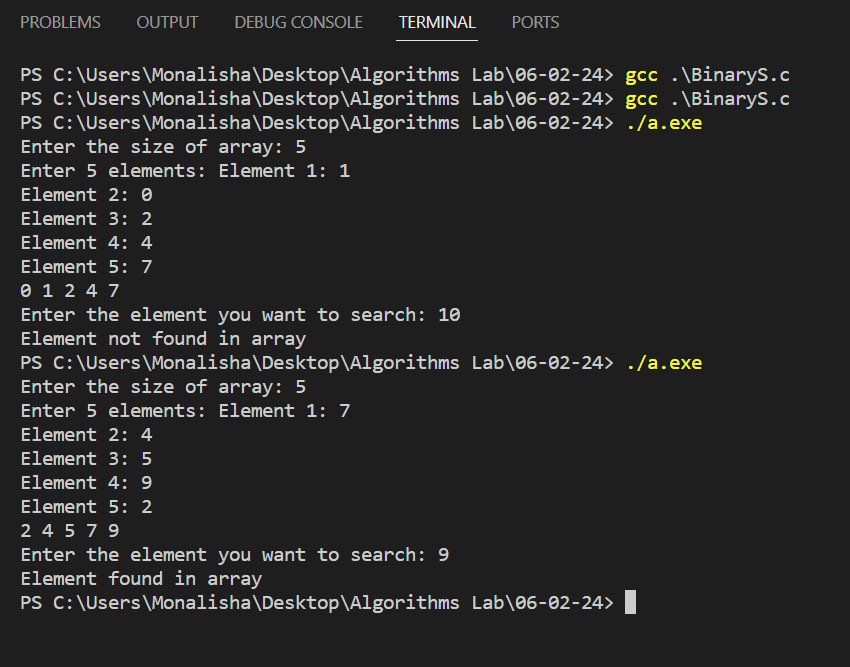 PROBLEMS OUTPUT DEBUG CONSOLE TERMINAL PORTS
PS C:\Users\Monalisha\Desktop\Algorithms Lab\06-02-24> gcc .\BinaryS.c
PS C:\Users\Monalisha\Desktop\Algorithms Lab\06-02-24> gcc .\BinaryS.c
PS C:\Users\Monalisha\Desktop\Algorithms Lab\06-02-24> ./a.exe
Enter the size of array: 5
Enter 5 elements: Element 1: 1
Element 2: 0
Element 3: 2
Element 4: 4
Element 5: 7
0 1 2 4 7
Enter the element you want to search: 10
Element not found in array
PS C:\Users\Monalisha\Desktop\Algorithms Lab\06-02-24> ./a.exe
Enter the size of array: 5
Enter 5 elements: Element 1: 7
Element 2: 4
Element 3: 5
Element 4: 9
Element 5: 2
2 4 5 7 9
Enter the element you want to search: 9
Element found in array
PS C:\Users\Monalisha\Desktop\Algorithms Lab\06-02-24>